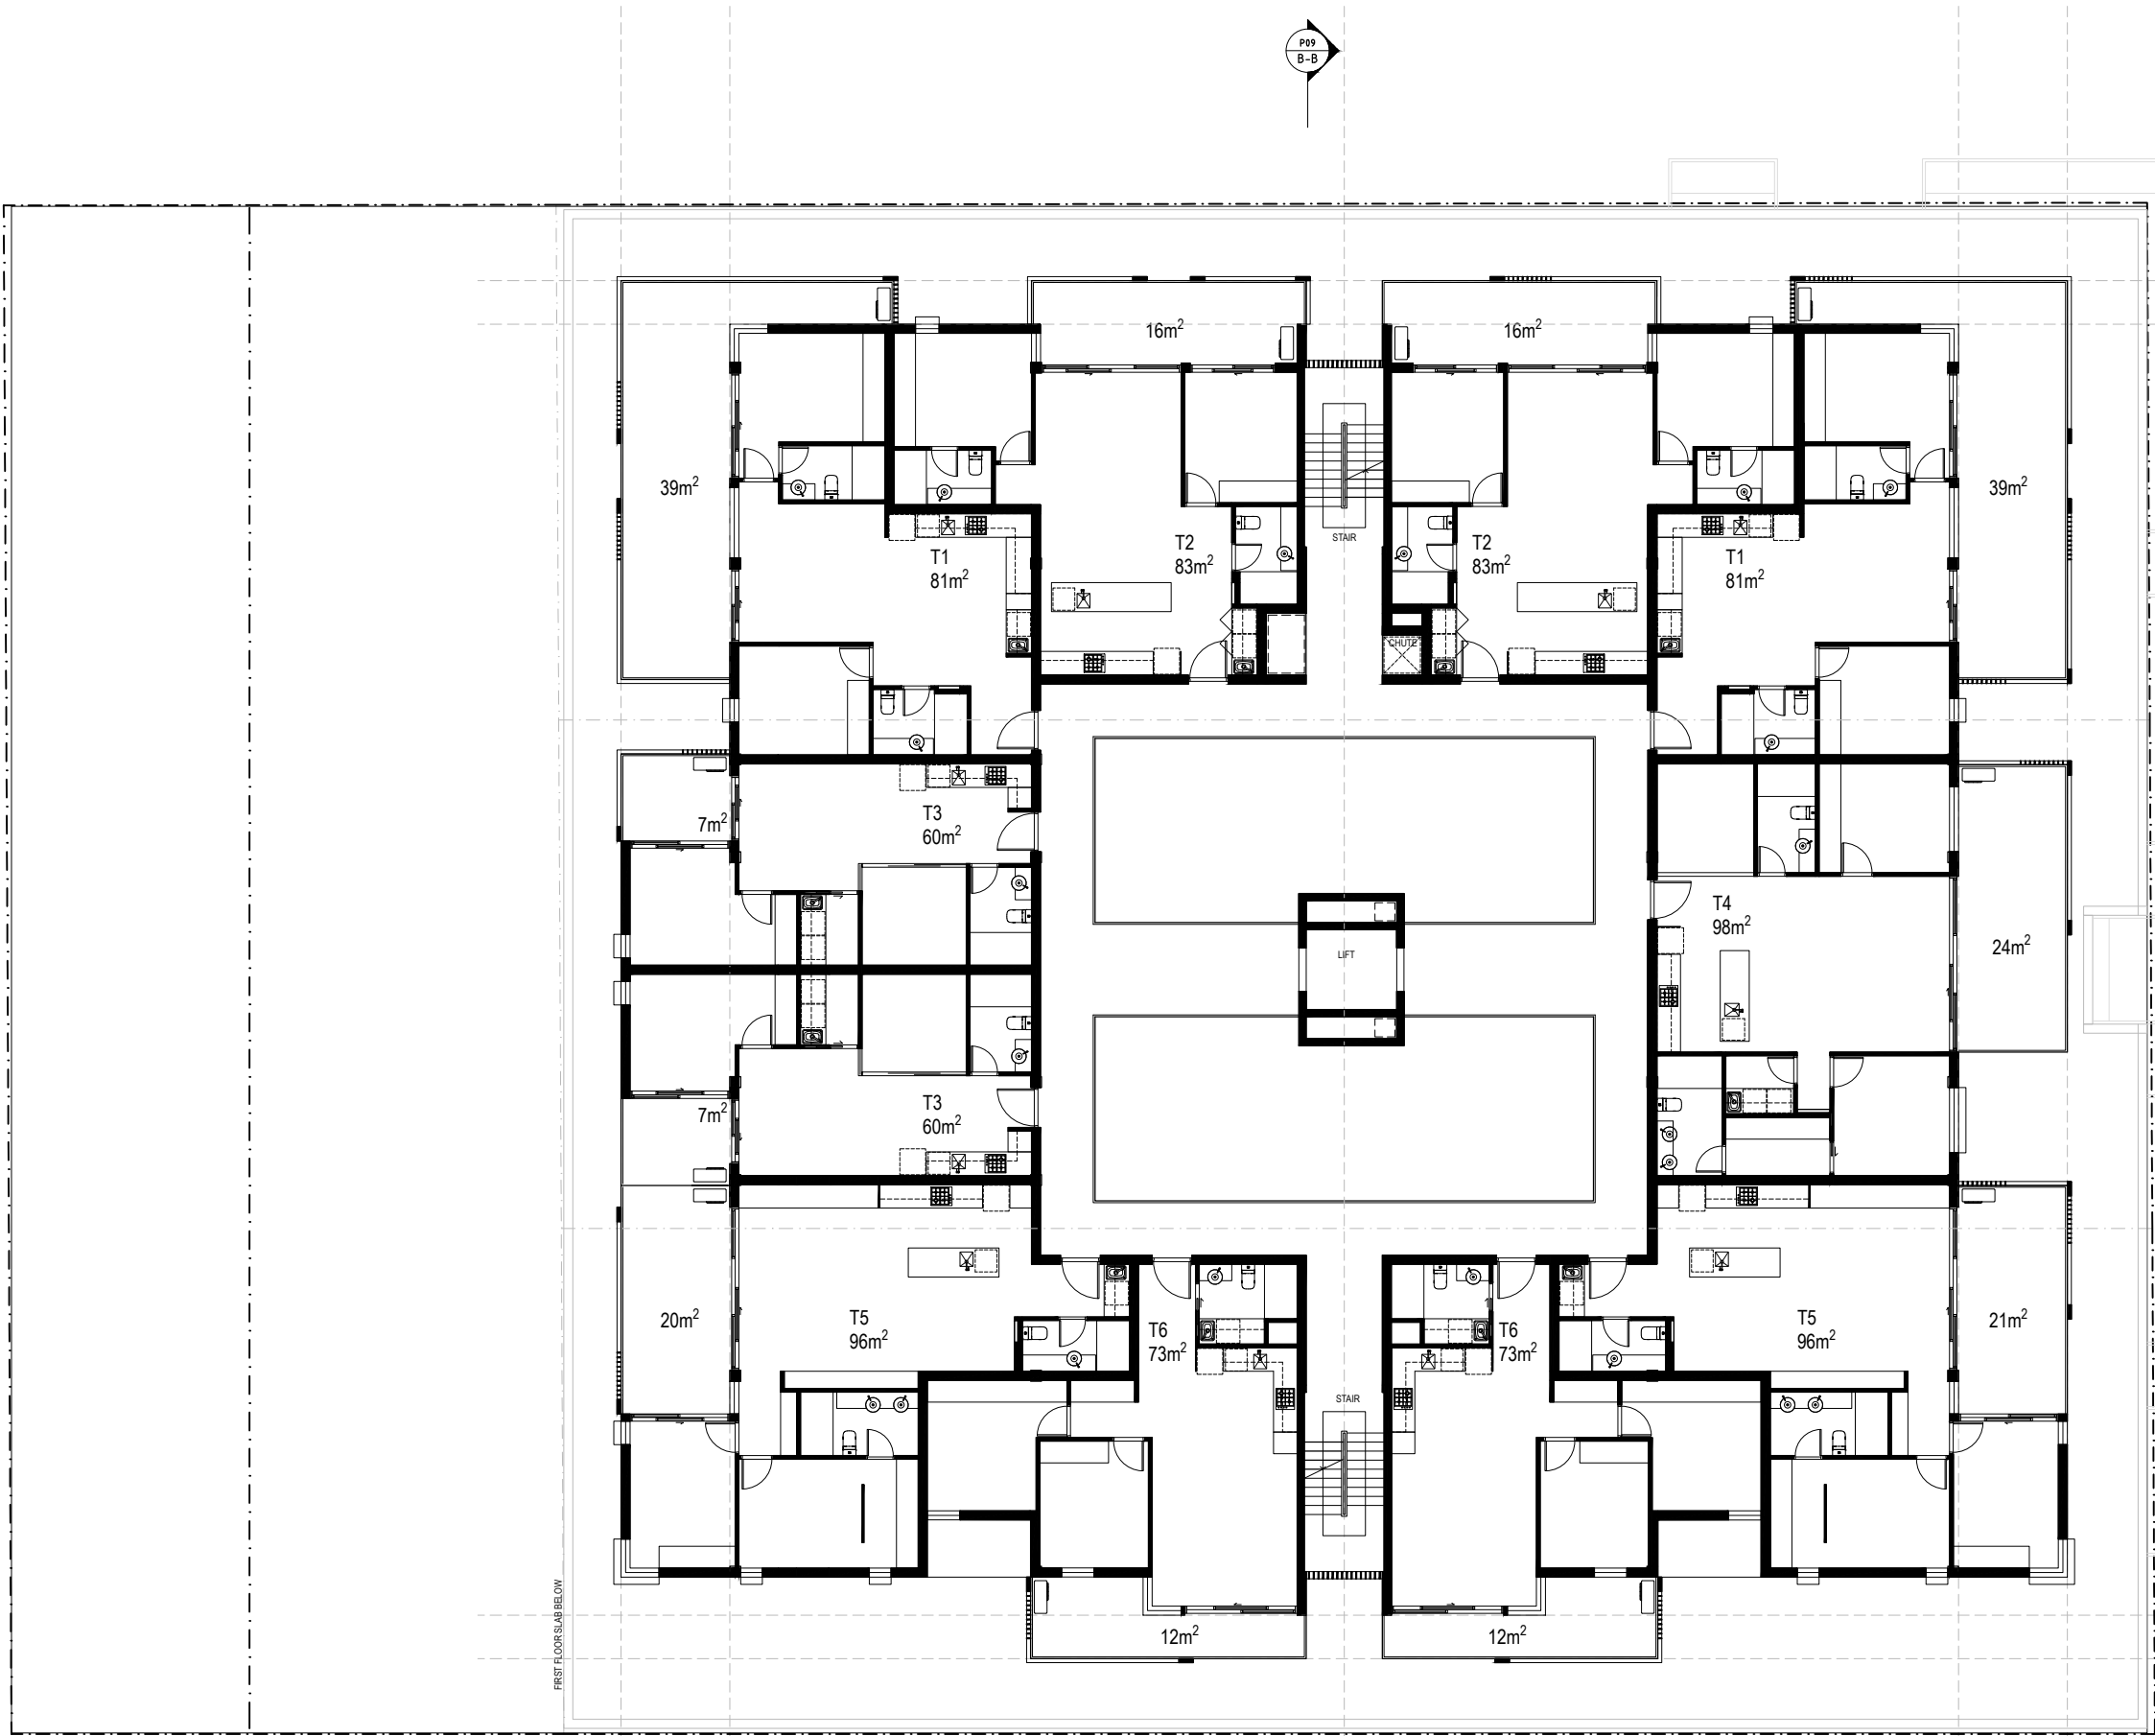 P09
B-B
16m²
16m²
39m²
39m²
STAIR
T1
81m²
T2
83m²
T2
83m²
T1
81m²
CHUTE
7m²
T3
60m²
T4
98m²
24m²
LIFT
7m²
T3
60m²
20m²
T5
96m²
T6
73m²
T6
73m²
T5
96m²
21m²
STAIR
12m²
12m²
FIRST FLOOR SLAB BELOW